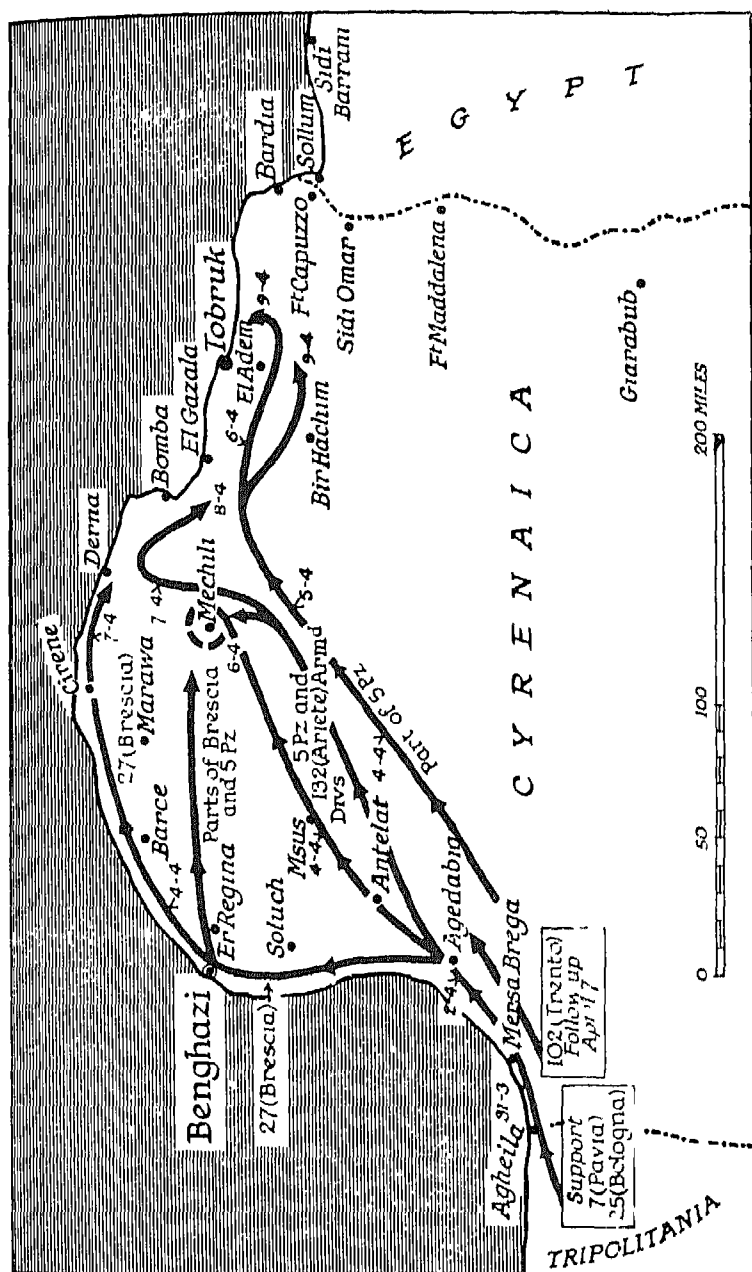 Sidi
Barrani
E G Y P T
Bardia
Sollum
Ft Capuzzo
Sidi Omar
Ft Maddalena
Giarabub
Tobruk
El Adem
9-4
9-4
6-4
El Gazala
Bir Hachim
Bomba
8-4
Derna
Cirene
7-4
7 4
Mechili
6-4
5-4
27(Brescia)
Marawa
Parts of Brescia
and 5 Pz
5 Pz and
132(Ariete)Armd
Divs
4-4
Part of 5 Pz
C Y R E N A I C A
Barce
4-4
Er Regina
Msus
4-4
Antelat
Soluch
Benghazi
27(Brescia)
Agedabia
2-4
Mersa Brega
Agheila
31-3
102(Trento)
Follow up
Apr 17
Support
7(Pavia)
25(Bologna)
TRIPOLITANIA
0
50
100
200 MILES